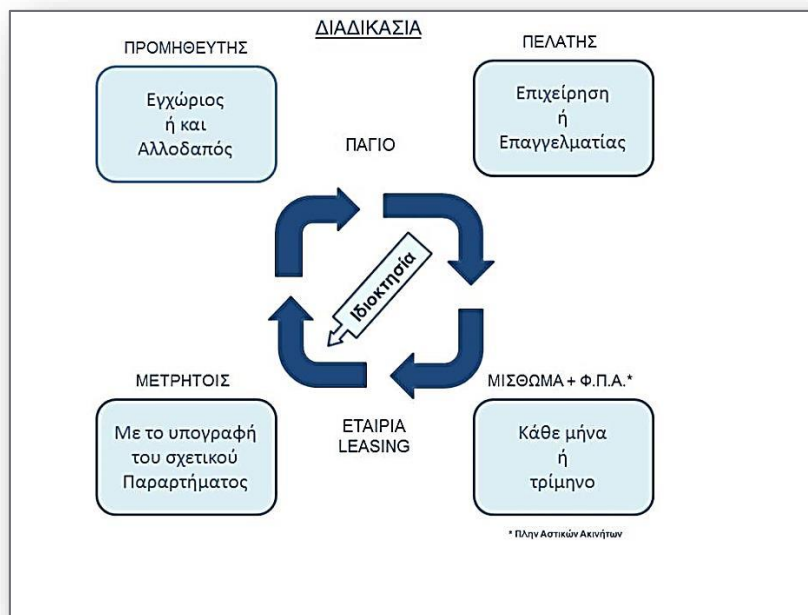 ΔΙΑΔΙΚΑΣΙΑ
ΠΡΟΜΗΘΕΥΤΗΣ
Εγχώριος
ή και
Αλλοδαπός
ΠΑΓΙΟ
ΠΕΛΑΤΗΣ
Επιχείρηση
ή
Επαγγελματίας
Ιδιοκτησία
ΜΕΤΡΗΤΟΙΣ
Με το υπογραφή
του σχετικού
Παραρτήματος
ΕΤΑΙΡΙΑ
LEASING
ΜΙΣΘΩΜΑ + Φ.Π.Α.*
Κάθε μήνα
ή
τρίμηνο
* Πλην Αστικών Ακινήτων